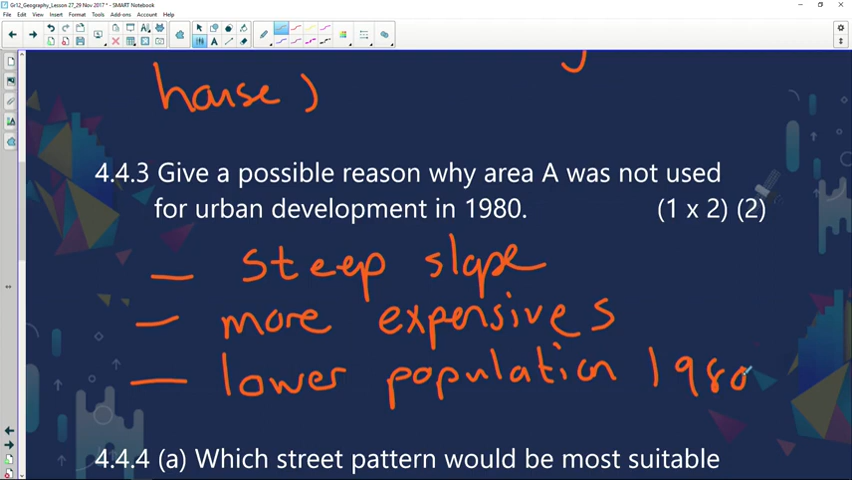 Gr12_Geography_Lesson 27_29 Nov 2017 * - SMART Notebook
File Edit View Insert Format Tools Add-ons Account Help
house)
4.4.3 Give a possible reason why area A was not used
for urban development in 1980. (1 x 2) (2)
— steep slope
— more expensives
— lower population 1980
4.4.4 (a) Which street pattern would be most suitable